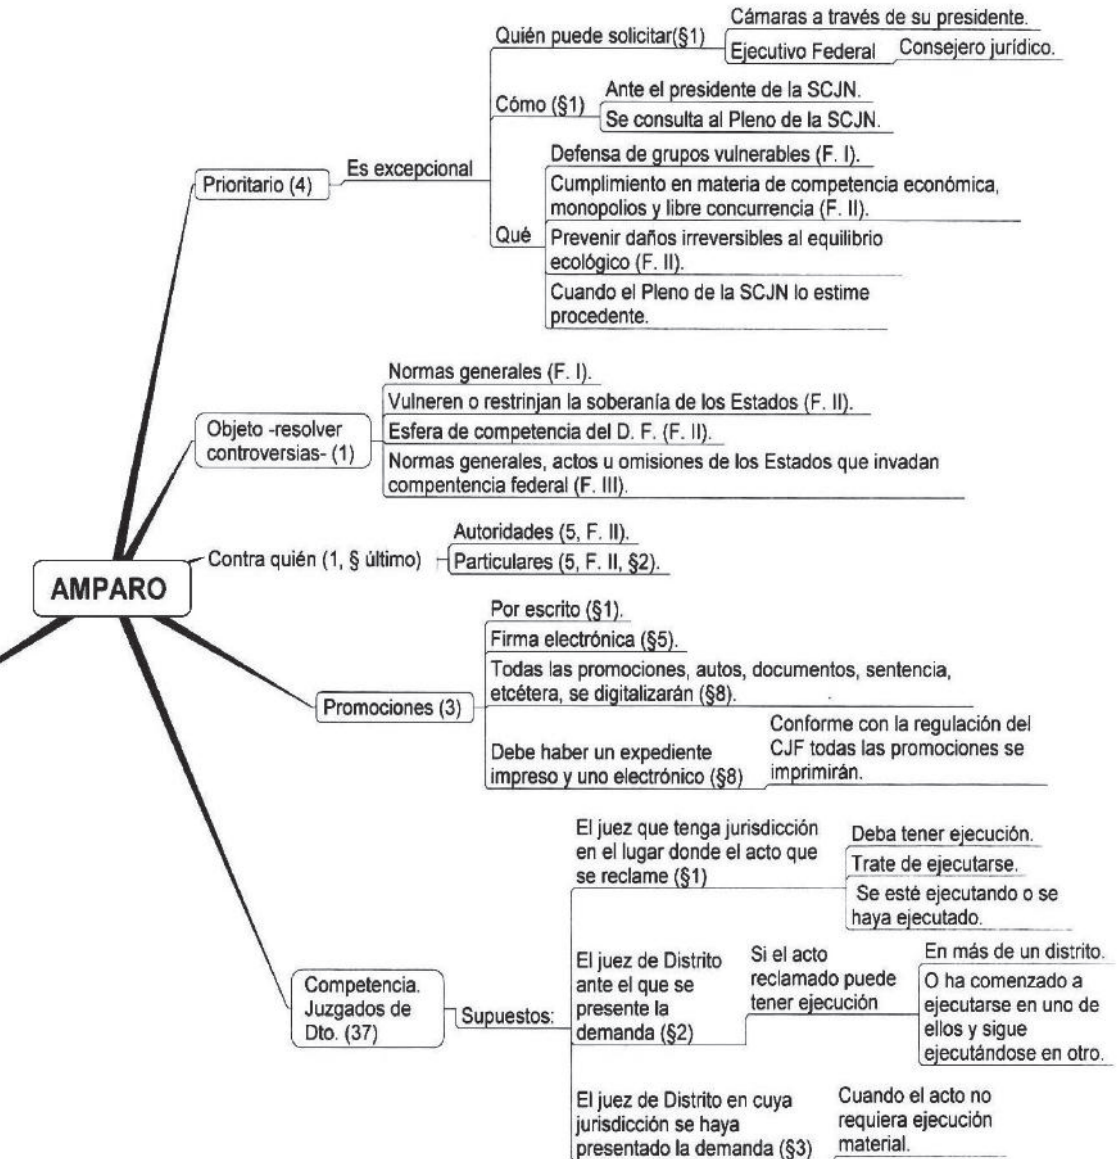 Cámaras a través de su presidente.
Quién puede solicitar(§1)
Ejecutivo Federal
Consejero jurídico.
Ante el presidente de la SCJN.
Cómo (§1)
Se consulta al Pleno de la SCJN.
Prioritario (4)
Es excepcional
Defensa de grupos vulnerables (F. I).
Cumplimiento en materia de competencia económica,
monopolios y libre concurrencia (F. II).
Qué
Prevenir daños irreversibles al equilibrio
ecológico (F. II).
Cuando el Pleno de la SCJN lo estime
procedente.
Objeto -resolver
controversias- (1)
Normas generales (F. I).
Vulneren o restrinjan la soberanía de los Estados (F. II).
Esfera de competencia del D. F. (F. II).
Normas generales, actos u omisiones de los Estados que invadan
compentencia federal (F. III).
AMPARO
Contra quién (1, § último)
Autoridades (5, F. II).
Particulares (5, F. II, §2).
Promociones (3)
Por escrito (§1).
Firma electrónica (§5).
Todas las promociones, autos, documentos, sentencia,
etcétera, se digitalizarán (§8).
Debe haber un expediente
impreso y uno electrónico (§8)
Conforme con la regulación del
CJF todas las promociones se
imprimirán.
Competencia.
Juzgados de
Dto. (37)
Supuestos:
El juez que tenga jurisdicción
en el lugar donde el acto que
se reclame (§1)
Deba tener ejecución.
Trate de ejecutarse.
Se esté ejecutando o se
haya ejecutado.
El juez de Distrito
ante el que se
presente la
demanda (§2)
Si el acto
reclamado puede
tener ejecución
En más de un distrito.
O ha comenzado a
ejecutarse en uno de
ellos y sigue
ejecutándose en otro.
El juez de Distrito en cuya
jurisdicción se haya
presentado la demanda (§3)
Cuando el acto no
requiera ejecución
material.